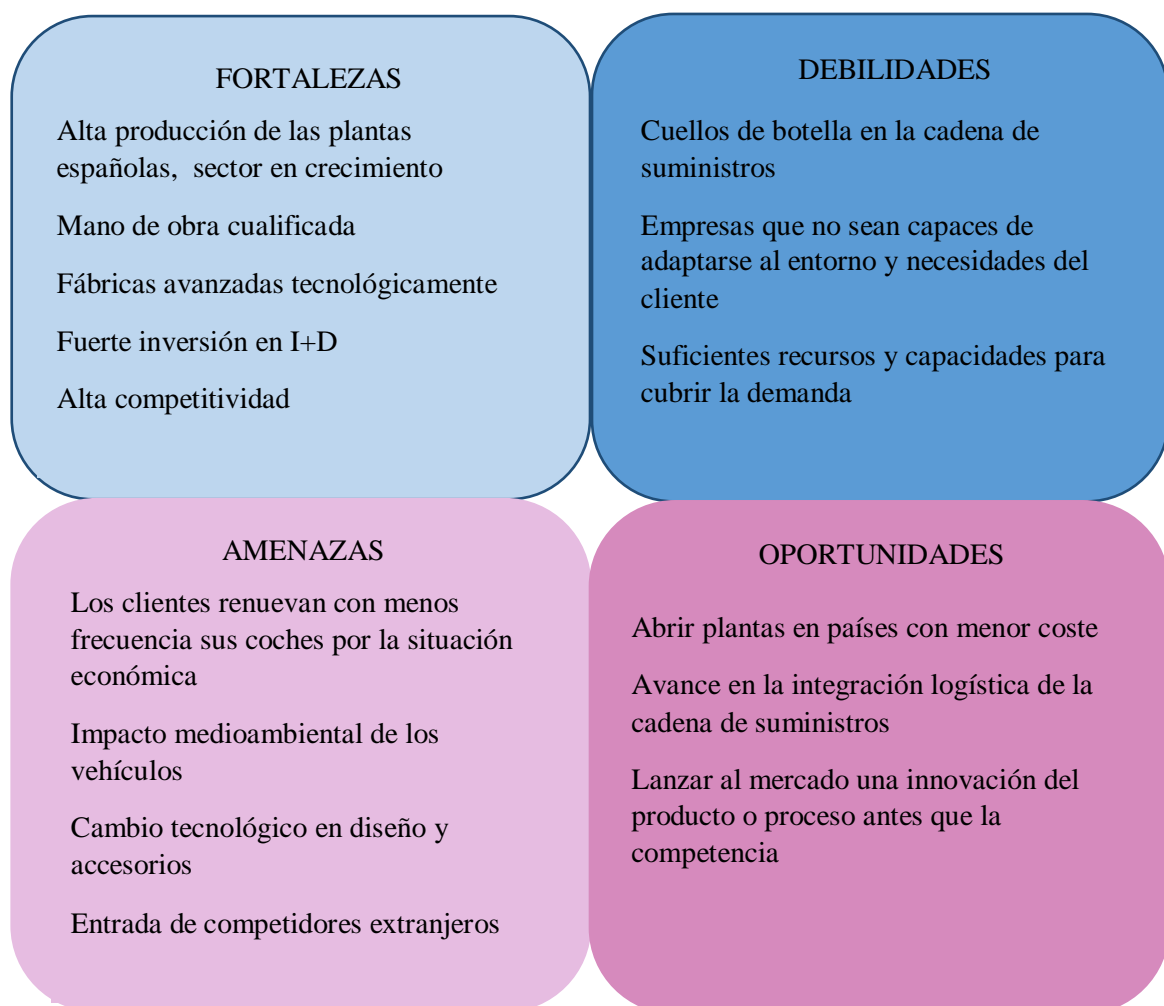 FORTALEZAS
Alta producción de las plantas
españolas, sector en crecimiento
Mano de obra cualificada
Fábricas avanzadas tecnológicamente
Fuerte inversión en I+D
Alta competitividad
DEBILIDADES
Cuellos de botella en la cadena de
suministros
Empresas que no sean capaces de
adaptarse al entorno y necesidades del
cliente
Suficientes recursos y capacidades para
cubrir la demanda
AMENAZAS
Los clientes renuevan con menos
frecuencia sus coches por la situación
económica
Impacto medioambiental de los
vehículos
Cambio tecnológico en diseño y
accesorios
Entrada de competidores extranjeros
OPORTUNIDADES
Abrir plantas en países con menor coste
Avance en la integración logística de la
cadena de suministros
Lanzar al mercado una innovación del
producto o proceso antes que la
competencia